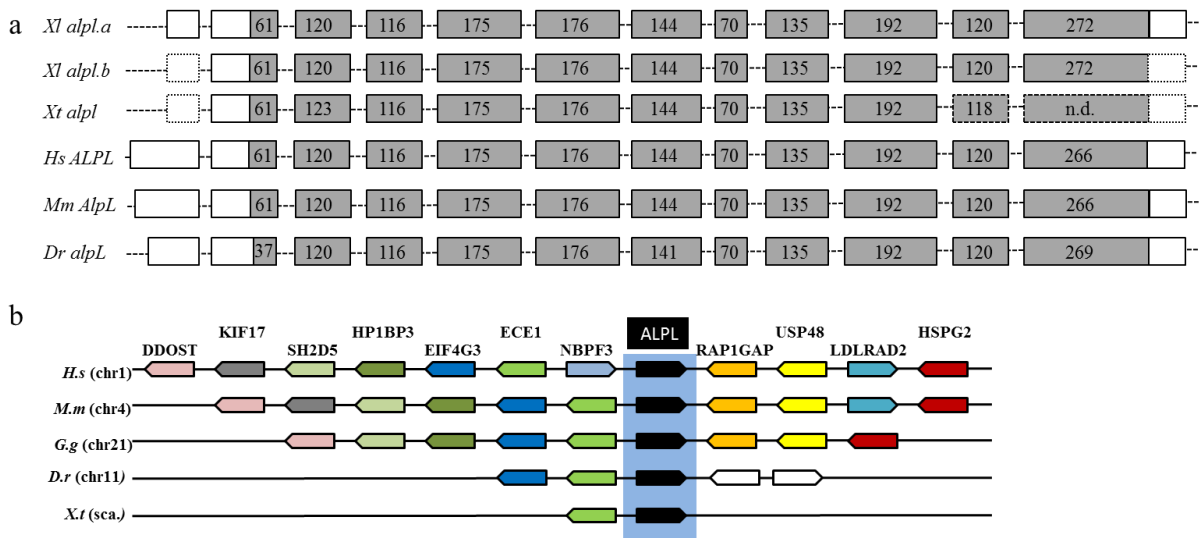 a
Xl alpl.a 61 120 116 175 176 144 70 135 192 120 272
Xl alpl.b 61 120 116 175 176 144 70 135 192 120 272
Xt alpl 61 123 116 175 176 144 70 135 192 118 n.d.
Hs ALPL 61 120 116 175 176 144 70 135 192 120 266
Mm AlpL 61 120 116 175 176 144 70 135 192 120 266
Dr alpL 37 120 116 175 176 141 70 135 192 120 269
b
KIF17 HP1BP3 ECE1 ALPL USP48 HSPG2
DDOST SH2D5 EIF4G3 NBPF3 RAP1GAP LDLRAD2
H.s (chr1)
M.m (chr4)
G.g (chr21)
D.r (chr11)
X.t (sca.)